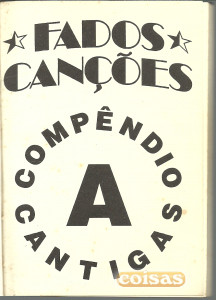 FADOS
CANÇÕES
COMPÊNDIO
A
CANTIGAS
coisas